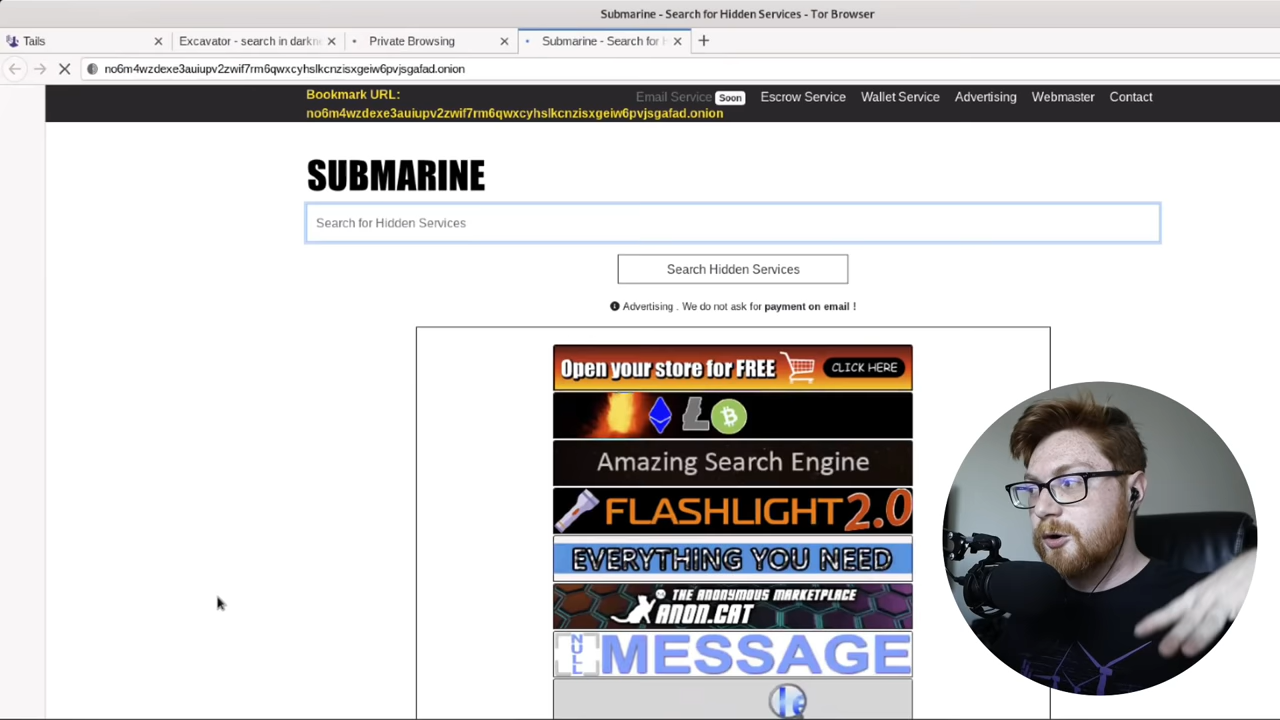 Submarine - Search for Hidden Services - Tor Browser
Tails
Excavator - search in darkn
Private Browsing
Submarine - Search for H
no6m4wzdexe3auiupv2zwif7rm6qwxcyhslkcnzisxgeiw6pvjsgafad.onion
Bookmark URL:
no6m4wzdexe3auiupv2zwif7rm6qwxcyhslkcnzisxgeiw6pvjsgafad.onion
Email Service Soon Escrow Service Wallet Service Advertising Webmaster Contact
SUBMARINE
Search for Hidden Services
Search Hidden Services
Advertising . We do not ask for payment on email !
Open your store for FREE CLICK HERE
Amazing Search Engine
FLASHLIGHT 2.0
EVERYTHING YOU NEED
THE ANONYMOUS MARKETPLACE
XANON.CAT
NULL MESSAGE